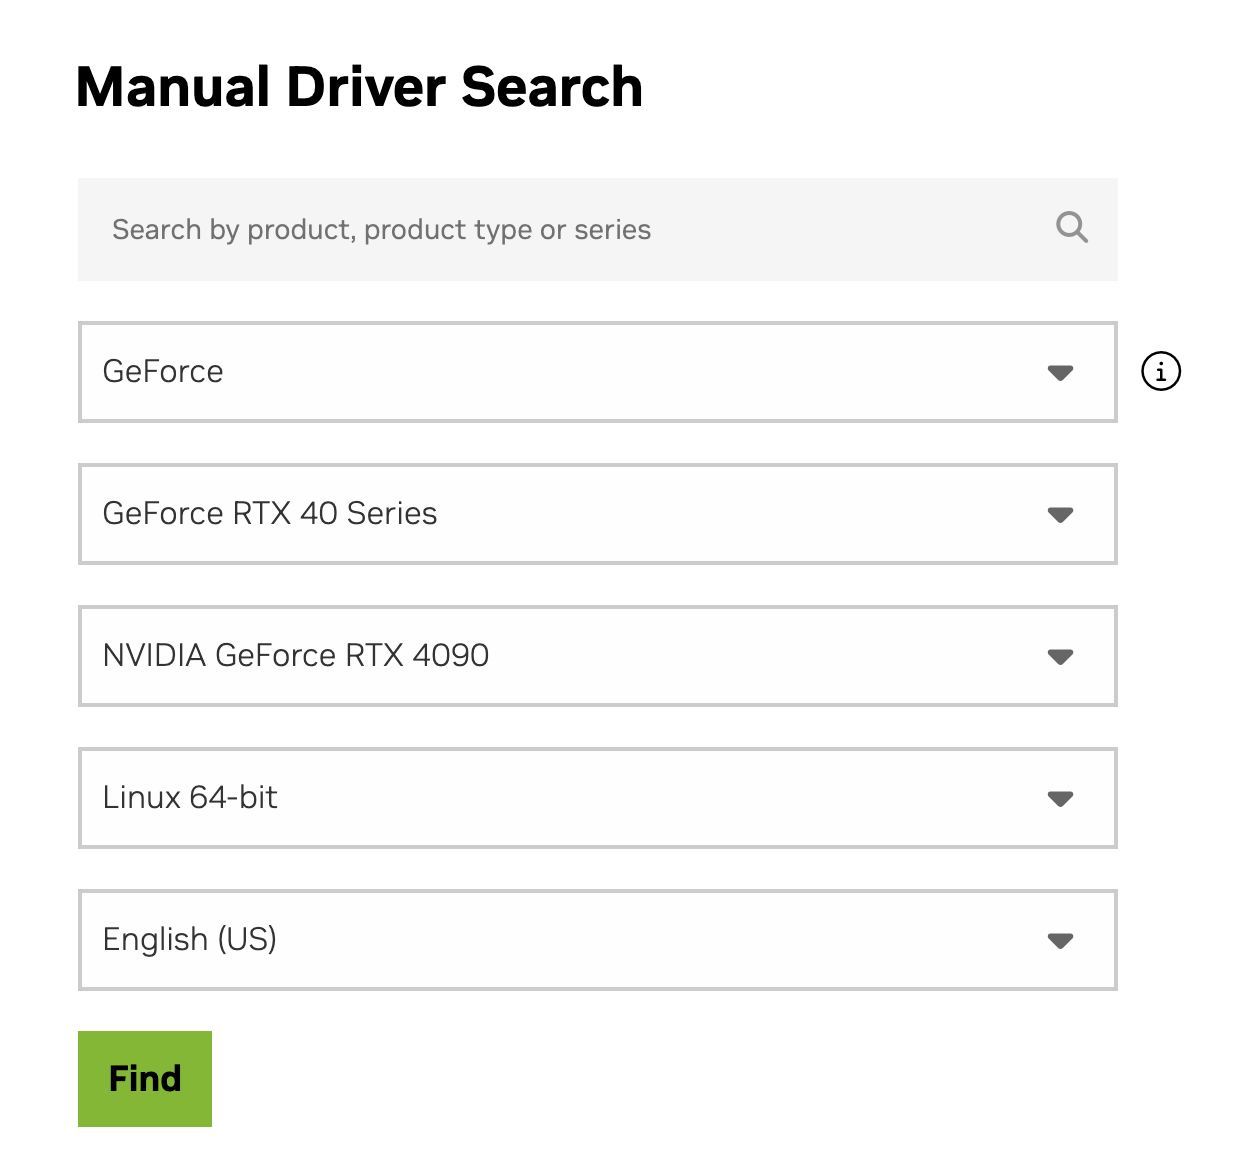 Manual Driver Search
Search by product, product type or series
GeForce
GeForce RTX 40 Series
NVIDIA GeForce RTX 4090
Linux 64-bit
English (US)
Find